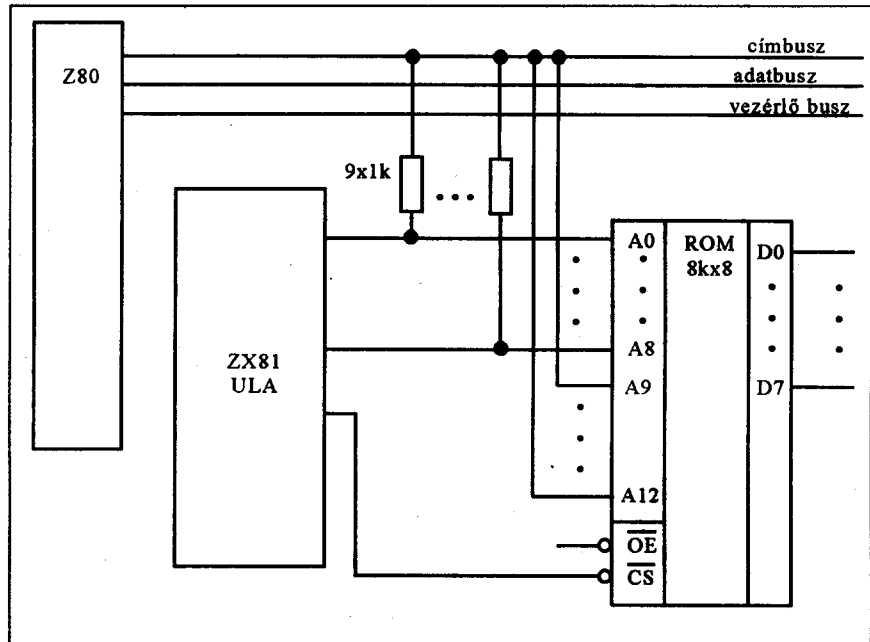 címbusz
Z80
adatbusz
vezérlő busz
9x1k
A0
ROM
8kx8
D0
ZX81
ULA
A8
A9
D7
A12
OE
CS